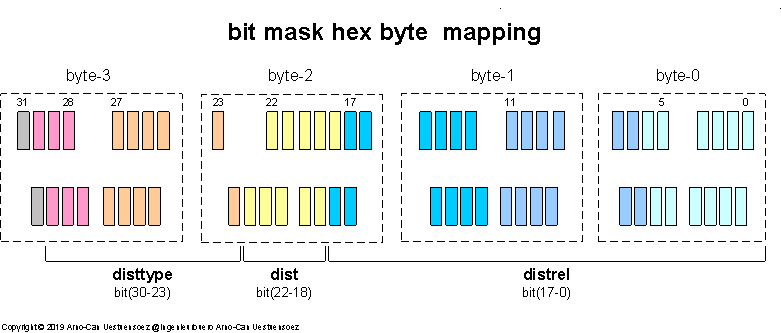 bit mask hex byte mapping
byte-3 byte-2 byte-1 byte-0
31 28 27 23 22 17 11 5 0
disttype dist distrel
bit(30-23) bit(22-18) bit(17-0)
Copyright © 2019 Arno-Can Uestuensoez @Ingenieurbuero Arno-Can Uestuensoez